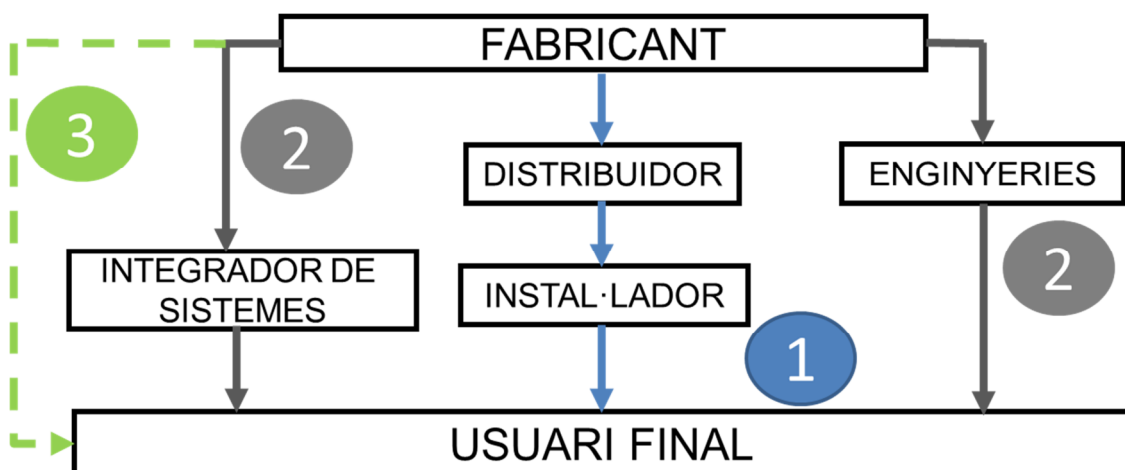 FABRICANT
3
2
DISTRIBUIDOR
ENGINYERIES
INTEGRADOR DE
SISTEMES
INSTAL·LADOR
2
1
USUARI FINAL